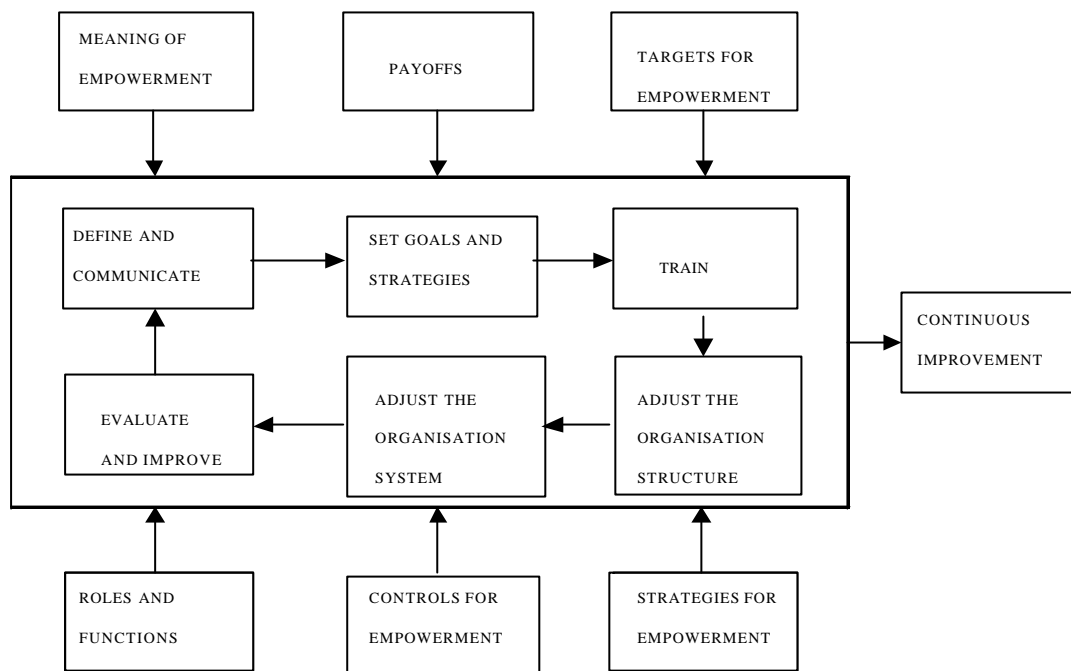 MEANING OF
EMPOWERMENT
PAYOFFS
TARGETS FOR
EMPOWERMENT
DEFINE AND
COMMUNICATE
SET GOALS AND
STRATEGIES
TRAIN
CONTINUOUS
IMPROVEMENT
EVALUATE
AND IMPROVE
ADJUST THE
ORGANISATION
SYSTEM
ADJUST THE
ORGANISATION
STRUCTURE
ROLES AND
FUNCTIONS
CONTROLS FOR
EMPOWERMENT
STRATEGIES FOR
EMPOWERMENT